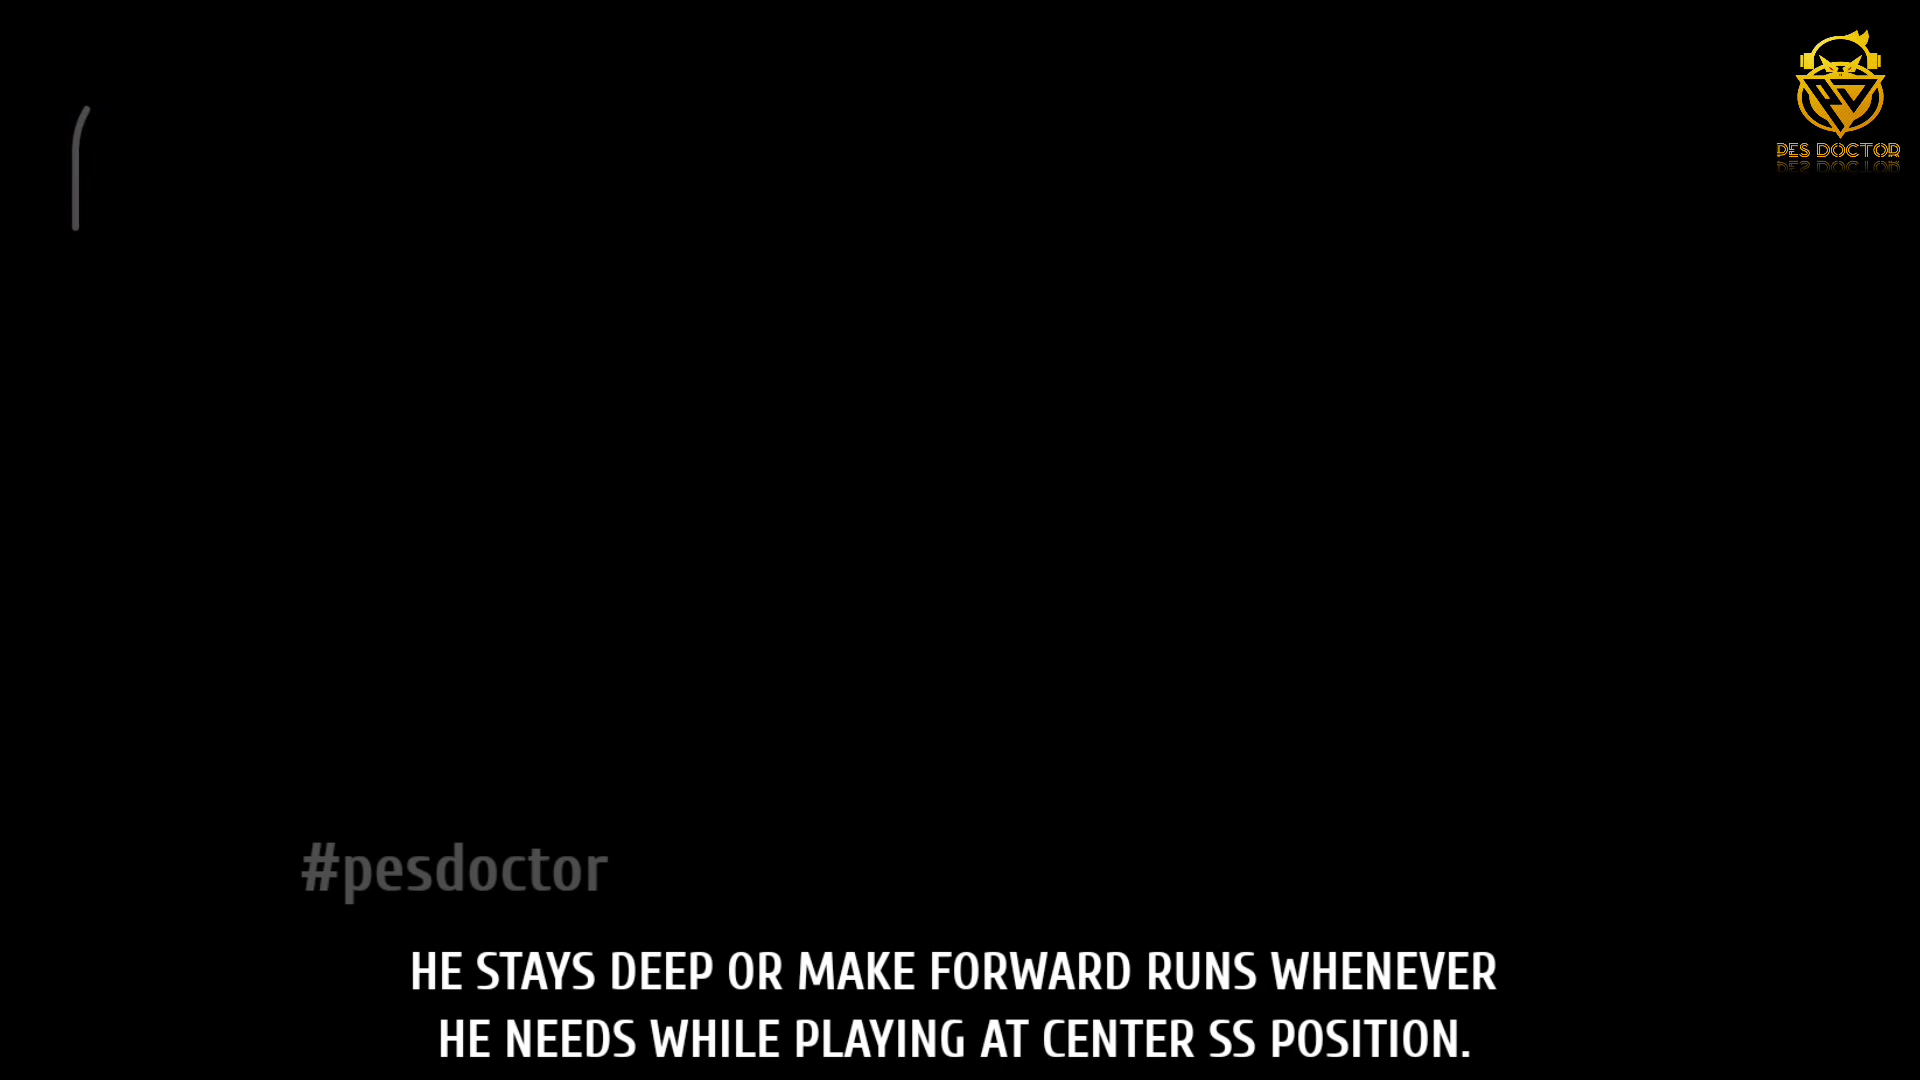 PES DOCTOR
#pesdoctor
HE STAYS DEEP OR MAKE FORWARD RUNS WHENEVER
HE NEEDS WHILE PLAYING AT CENTER SS POSITION.